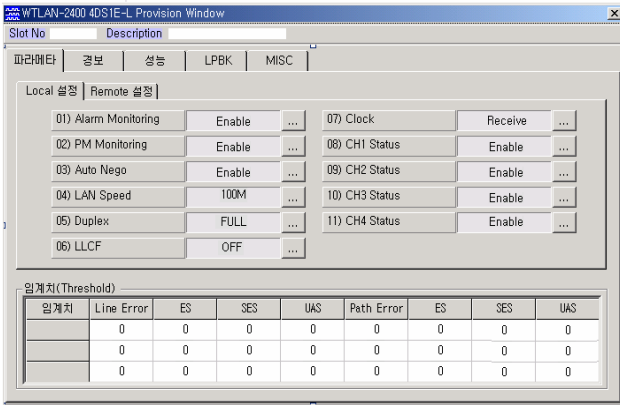 WTLAN-2400 4DS1E-L Provision Window
Slot No Description
파라메타 경보 성능 LPBK MISC
Local 설정 Remote 설정
01) Alarm Monitoring Enable ... 07) Clock Receive ...
02) PM Monitoring Enable ... 08) CH1 Status Enable ...
03) Auto Nego Enable ... 09) CH2 Status Enable ...
04) LAN Speed 100M ... 10) CH3 Status Enable ...
05) Duplex FULL ... 11) CH4 Status Enable ...
06) LLCF OFF ...
임계치(Threshold)
임계치 Line Error ES SES UAS Path Error ES SES UAS
0 0 0 0 0 0 0 0
0 0 0 0 0 0 0 0
0 0 0 0 0 0 0 0